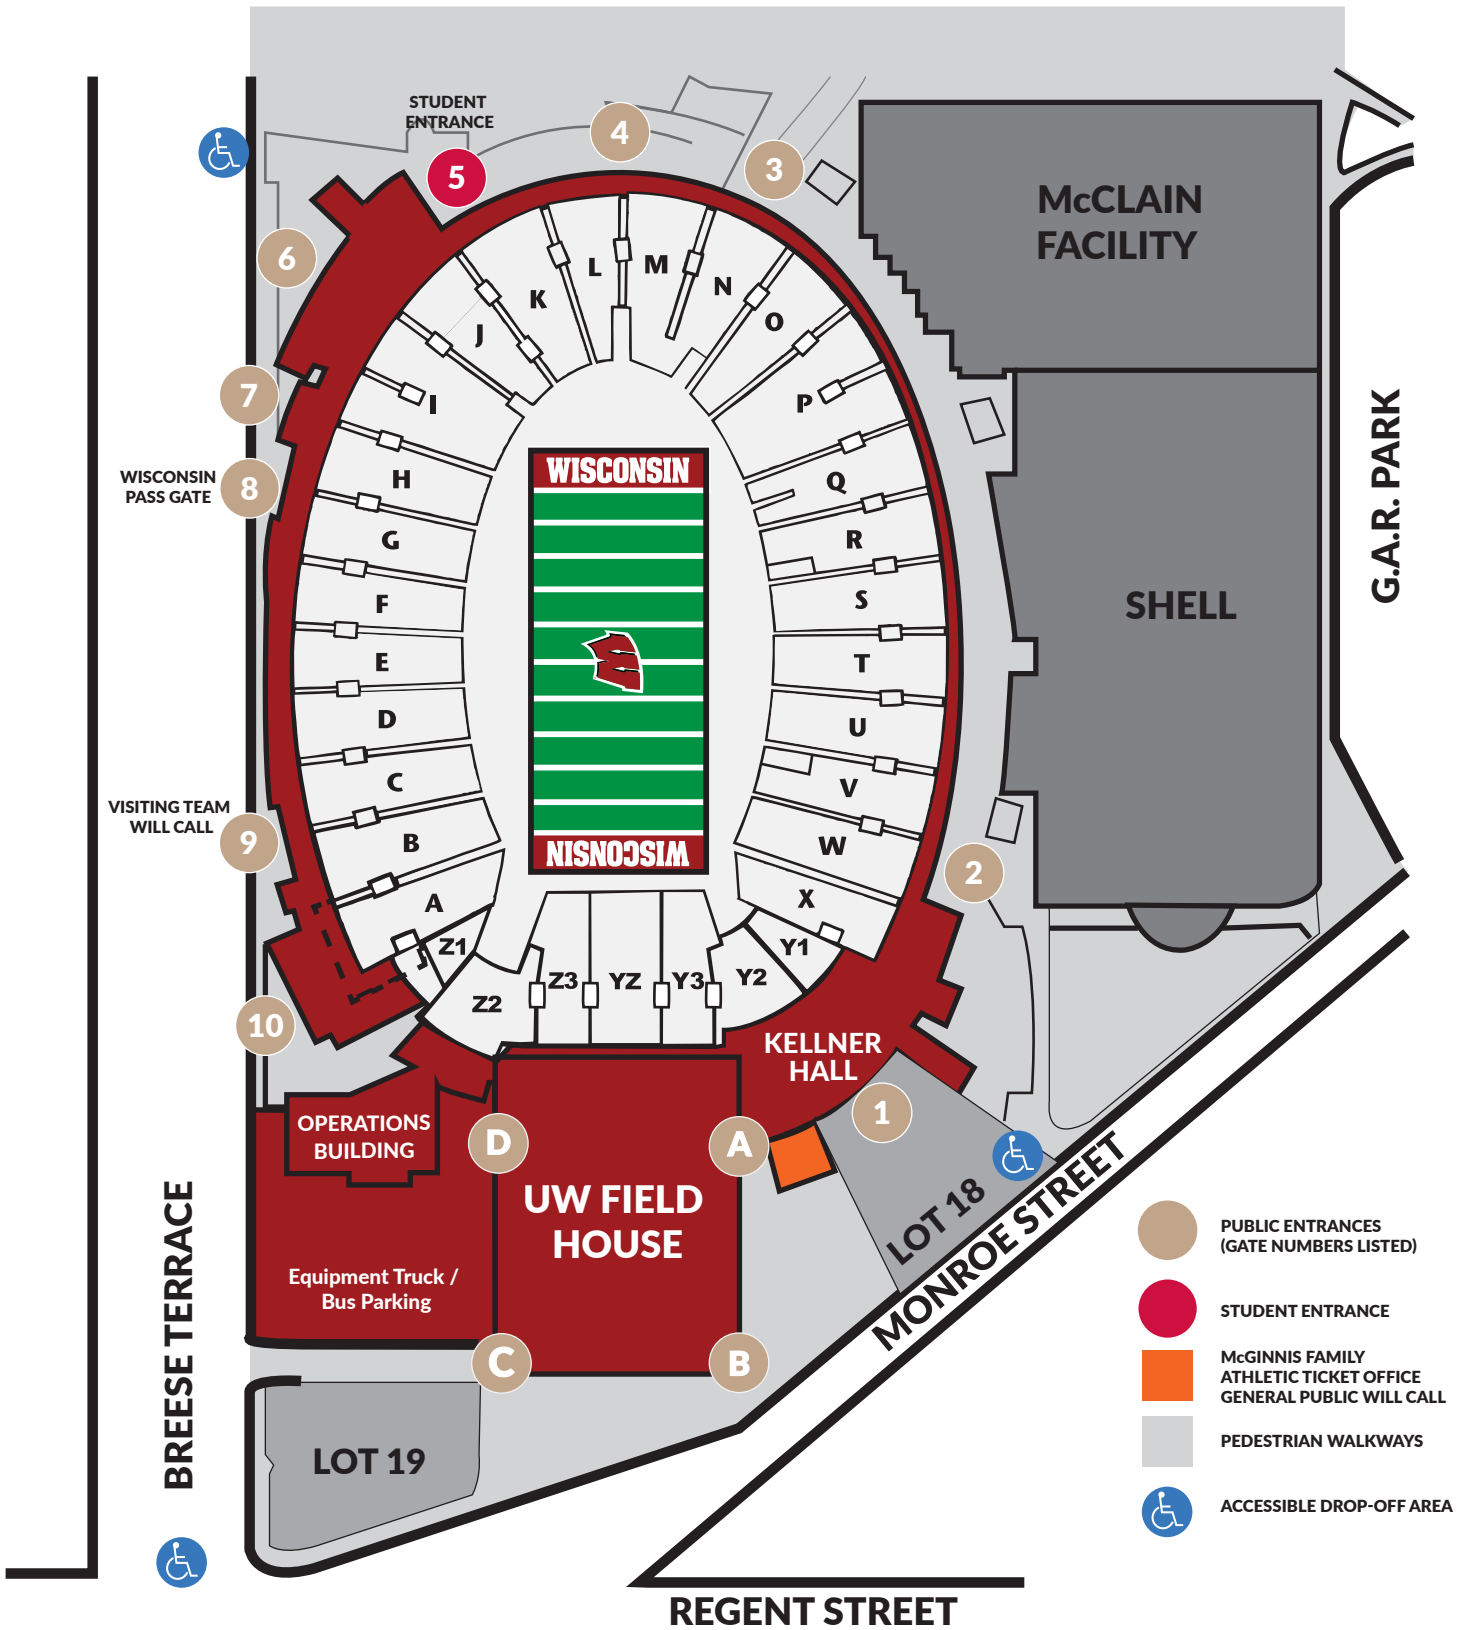 STUDENT
ENTRANCE
4
3
5
6
7
WISCONSIN
PASS GATE
8
VISITING TEAM
WILL CALL
9
10
2
1
McCLAIN
FACILITY
SHELL
G.A.R. PARK
L
M
K
N
J
O
I
P
H
Q
G
R
F
S
E
T
D
U
C
V
B
W
A
X
Z1
Z2
Z3
YZ
Y3
Y2
Y1
WISCONSIN
WISCONSIN
KELLNER
HALL
OPERATIONS
BUILDING
D
A
UW FIELD
HOUSE
C
B
Equipment Truck /
Bus Parking
LOT 18
LOT 19
BREESE TERRACE
MONROE STREET
REGENT STREET
PUBLIC ENTRANCES
(GATE NUMBERS LISTED)
STUDENT ENTRANCE
McGINNIS FAMILY
ATHLETIC TICKET OFFICE
GENERAL PUBLIC WILL CALL
PEDESTRIAN WALKWAYS
ACCESSIBLE DROP-OFF AREA